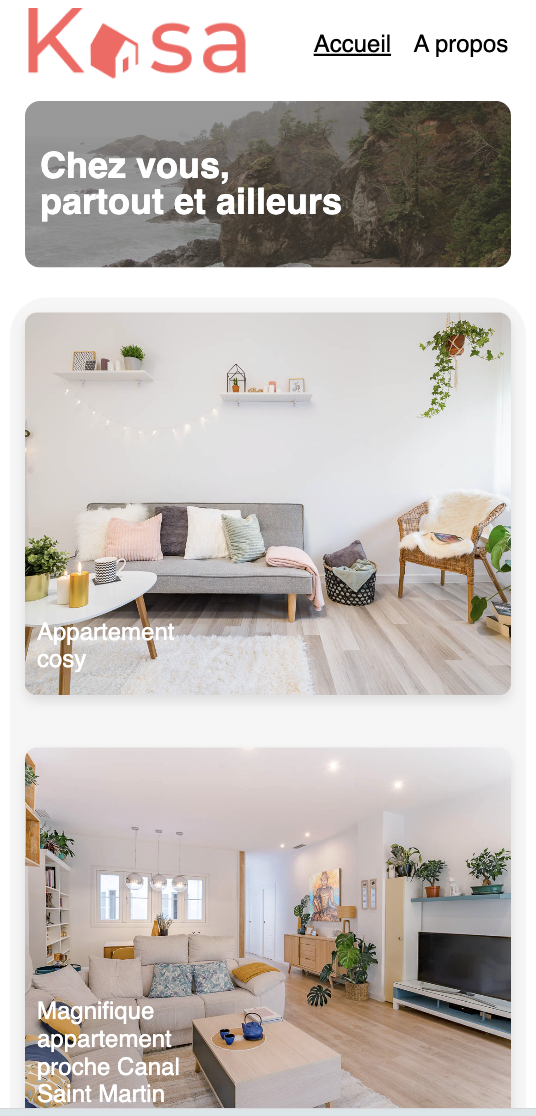 Kasa
Accueil
A propos
Chez vous,
partout et ailleurs
Appartement
cosy
Magnifique
appartement
proche Canal
Saint Martin